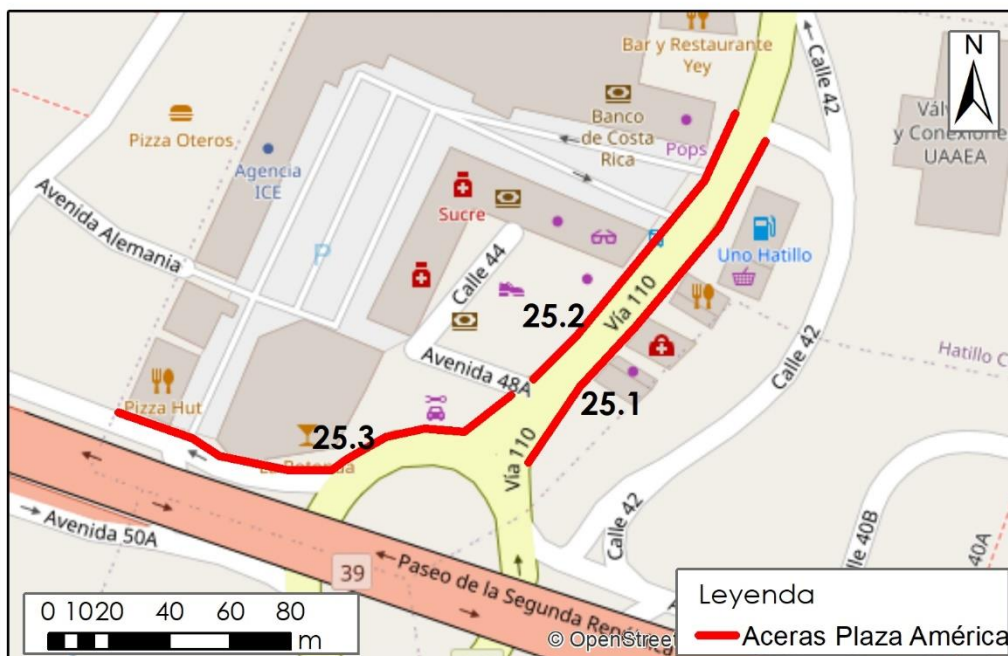 Bar y Restaurante
Yey
Calle 42
N
Banco
de Costa
Rica
Pops
Pizza Oteros
Agencia
ICE
y Conexione
UAAEA
Sucre
Avenida Alemania
P
Calle 44
Uno Hatillo
25.2
Vía 110
Avenida 48A
Calle 42
Hatillo C
25.1
Pizza Hut
25.3
Vía 110
Avenida 50A
39
Paseo de la Segunda
Calle 42
lle 40B
40A
0 10 20 40 60 80
m
© OpenStree
Leyenda
Aceras Plaza América